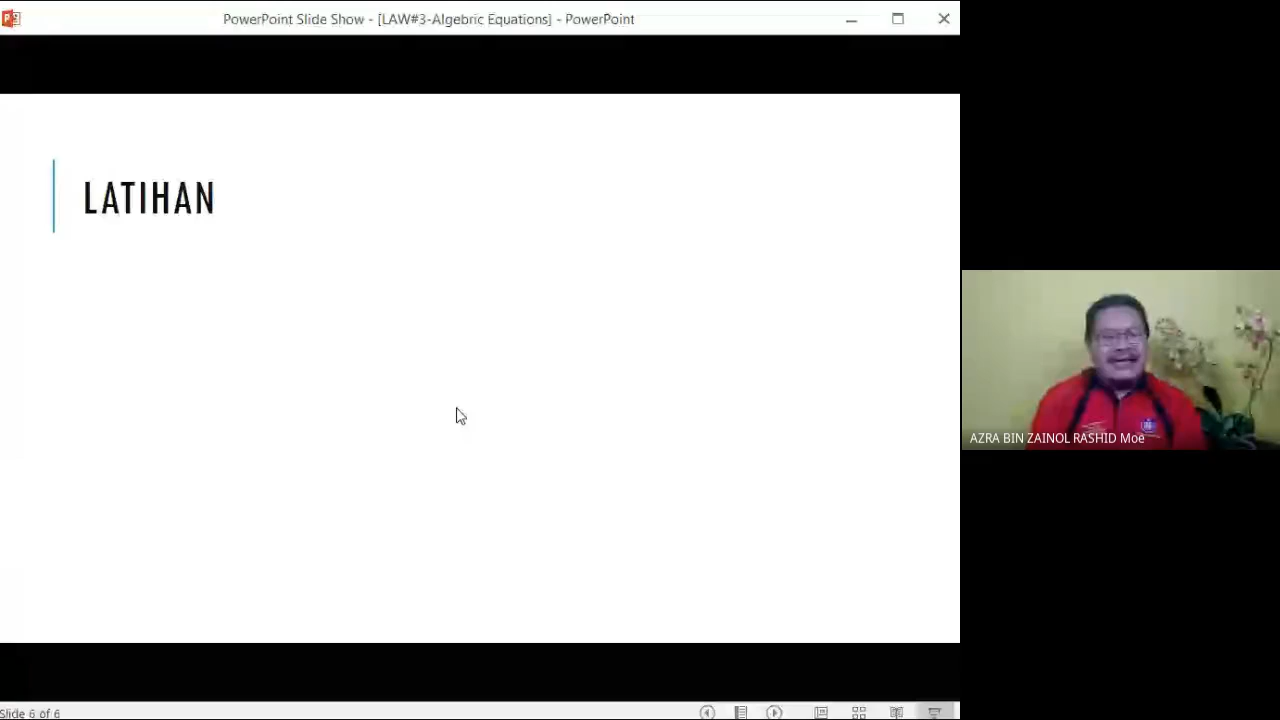 PowerPoint Slide Show - [LAW#3-Algebric Equations] - PowerPoint
LATIHAN
AZRA BIN ZAINOL RASHID Moe
Slide 6 of 6